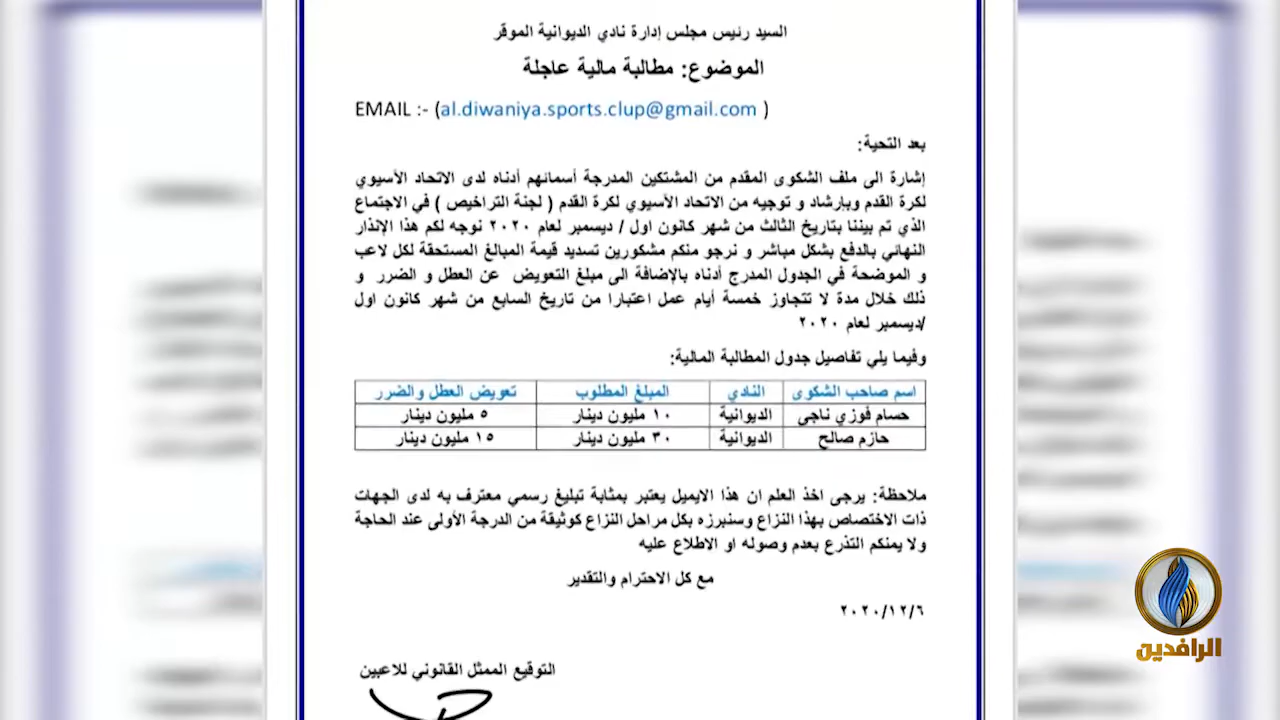 السيد رئيس مجلس إدارة نادي الديوانية الموقر
الموضوع: مطالبة مالية عاجلة
EMAIL :- (al.diwaniya.sports.clup@gmail.com )
بعد التحية:
إشارة الى ملف الشكوى المقدم من المشتكين المدرجة أسمائهم أدناه لدى الاتحاد الأسيوي
لكرة القدم وبإرشاد و توجيه من الاتحاد الأسيوي لكرة القدم ( لجنة التراخيص ) في الاجتماع
الذي تم بيننا بتاريخ الثالث من شهر كانون اول / ديسمبر لعام ٢٠٢٠ نوجه لكم هذا الإنذار
النهائي بالدفع بشكل مباشر و نرجو منكم مشكورين تسديد قيمة المبالغ المستحقة لكل لاعب
و الموضحة في الجدول المدرج أدناه بالإضافة الى مبلغ التعويض عن العطل و الضرر و
ذلك خلال مدة لا تتجاوز خمسة أيام عمل اعتبارا من تاريخ السابع من شهر كانون اول
/ديسمبر لعام ٢٠٢٠
وفيما يلي تفاصيل جدول المطالبة المالية:
اسم صاحب الشكوى النادي المبلغ المطلوب تعويض العطل والضرر
حسام فوزي ناجي الديوانية ١٠ مليون دينار ٥ مليون دينار
حازم صالح الديوانية ٣٠ مليون دينار ١٥ مليون دينار
ملاحظة: يرجى اخذ العلم ان هذا الايميل يعتبر بمثابة تبليغ رسمي معترف به لدى الجهات
ذات الاختصاص بهذا النزاع وسنبرزه بكل مراحل النزاع كوثيقة من الدرجة الأولى عند الحاجة
ولا يمنكم التذرع بعدم وصوله او الاطلاع عليه
مع كل الاحترام والتقدير
٢٠٢٠/١٢/٦
التوقيع الممثل القانوني للاعبين
الرافدين